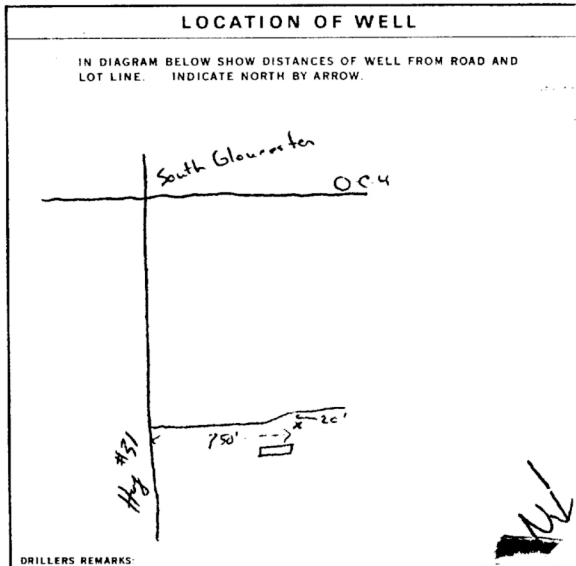 LOCATION OF WELL
IN DIAGRAM BELOW SHOW DISTANCES OF WELL FROM ROAD AND
LOT LINE. INDICATE NORTH BY ARROW.
South Gloucester
O.C.4
20'
750'
x
Hwy #31
N
DRILLERS REMARKS: